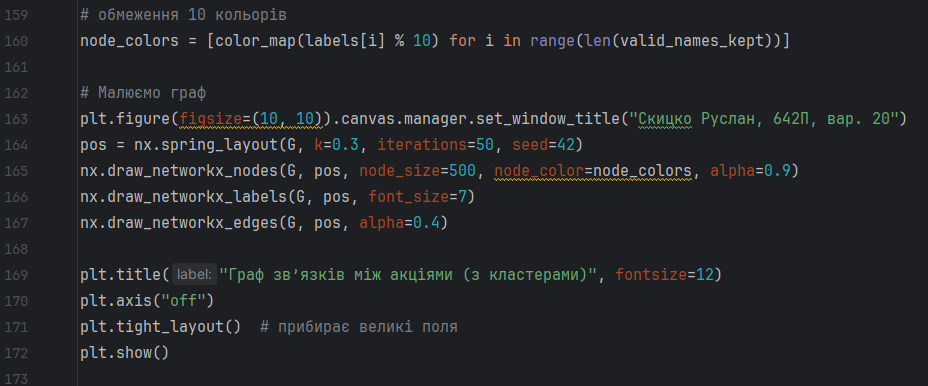 159 # обмеження 10 кольорів
160 node_colors = [color_map(labels[i] % 10) for i in range(len(valid_names_kept))]
161
162 # Малюємо граф
163 plt.figure(figsize=(10, 10)).canvas.manager.set_window_title("Скицко Руслан, 642П, вар. 20")
164 pos = nx.spring_layout(G, k=0.3, iterations=50, seed=42)
165 nx.draw_networkx_nodes(G, pos, node_size=500, node_color=node_colors, alpha=0.9)
166 nx.draw_networkx_labels(G, pos, font_size=7)
167 nx.draw_networkx_edges(G, pos, alpha=0.4)
168
169 plt.title(label: "Граф зв’язків між акціями (з кластерами)", fontsize=12)
170 plt.axis("off")
171 plt.tight_layout()  # прибирає великі поля
172 plt.show()
173